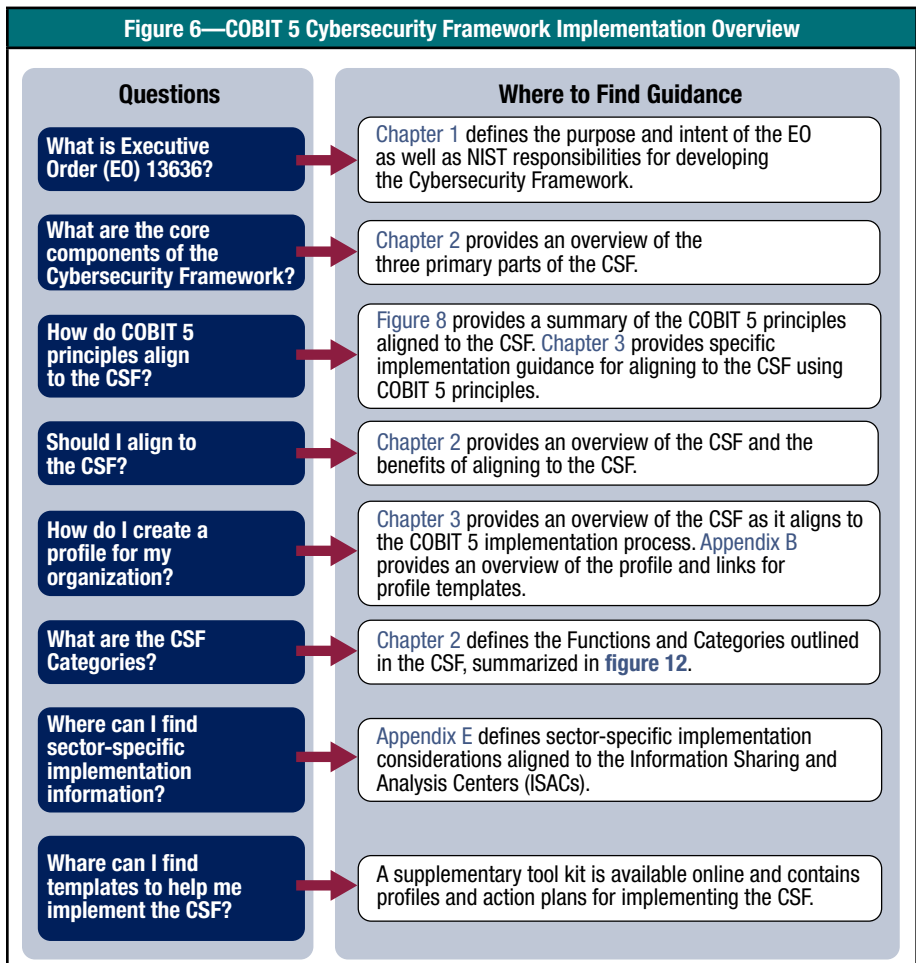 Figure 6—COBIT 5 Cybersecurity Framework Implementation Overview
Questions
Where to Find Guidance
What is Executive
Order (EO) 13636?
Chapter 1 defines the purpose and intent of the EO
as well as NIST responsibilities for developing
the Cybersecurity Framework.
What are the core
components of the
Cybersecurity Framework?
Chapter 2 provides an overview of the
three primary parts of the CSF.
How do COBIT 5
principles align
to the CSF?
Figure 8 provides a summary of the COBIT 5 principles
aligned to the CSF. Chapter 3 provides specific
implementation guidance for aligning to the CSF using
COBIT 5 principles.
Should I align to
the CSF?
Chapter 2 provides an overview of the CSF and the
benefits of aligning to the CSF.
How do I create a
profile for my
organization?
Chapter 3 provides an overview of the CSF as it aligns to
the COBIT 5 implementation process. Appendix B
provides an overview of the profile and links for
profile templates.
What are the CSF
Categories?
Chapter 2 defines the Functions and Categories outlined
in the CSF, summarized in figure 12.
Where can I find
sector-specific
implementation
information?
Appendix E defines sector-specific implementation
considerations aligned to the Information Sharing and
Analysis Centers (ISACs).
Whare can I find
templates to help me
implement the CSF?
A supplementary tool kit is available online and contains
profiles and action plans for implementing the CSF.